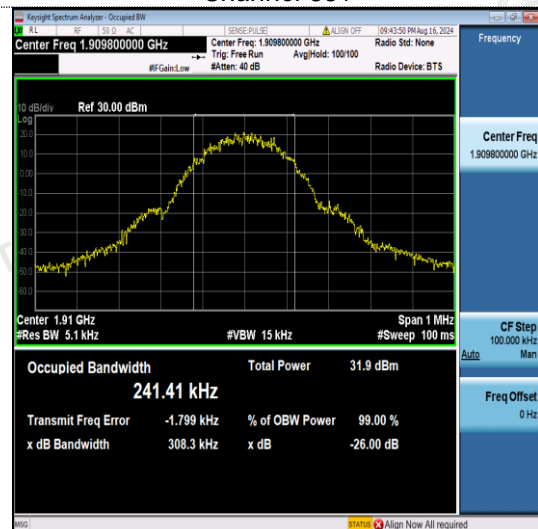 Keysight Spectrum Analyzer - Occupied BW
RL RF 50 Ω AC SENSE:PULSE ALIGN OFF 09:43:50 PM Aug 16, 2024
Center Freq 1.909800000 GHz
Center Freq: 1.909800000 GHz
Radio Std: None
Trig: Free Run Avg|Hold: 100/100
#IFGain:Low
#Atten: 40 dB
Radio Device: BTS
Frequency
10 dB/div Ref 30.00 dBm
Log
20.0
10.0
0.00
-10.0
-20.0
-30.0
-40.0
-50.0
-60.0
Center Freq
1.909800000 GHz
Center 1.91 GHz Span 1 MHz
#Res BW 5.1 kHz #VBW 15 kHz #Sweep 100 ms
CF Step
100.000 kHz
Auto Man
Freq Offset
0 Hz
Occupied Bandwidth Total Power 31.9 dBm
241.41 kHz
Transmit Freq Error -1.799 kHz % of OBW Power 99.00 %
x dB Bandwidth 308.3 kHz x dB -26.00 dB
MSG STATUS Align Now All required